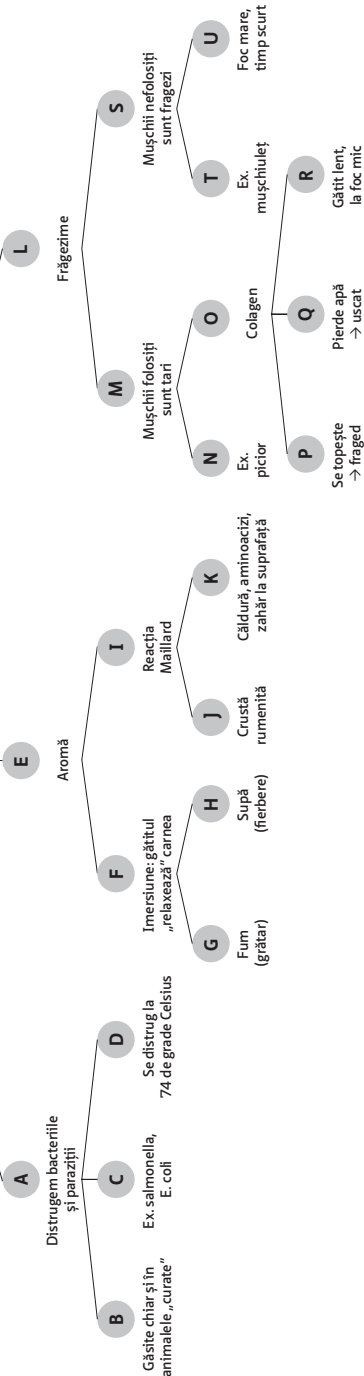 A
Distrugem bacteriile
și paraziții
B
Găsite chiar și în
animalele „curate”
C
Ex. salmonella,
E. coli
D
Se distrug la
74 de grade Celsius
E
Aromă
F
Imersiune: gătitul
„relaxează” carnea
G
Fum
(grătar)
H
Supă
(fierbere)
I
Reacția
Maillard
J
Crustă
rumenită
K
Căldură, aminoacizi,
zahăr la suprafață
L
Frăgezime
M
Mușchii folosiți
sunt tari
N
Ex.
picior
O
Colagen
P
Se topește
→ fraged
Q
Pierde apă
→ uscat
R
Gătit lent,
la foc mic
S
Mușchii nefolosiți
sunt fragezi
T
Ex.
mușchiuleț
U
Foc mare,
timp scurt